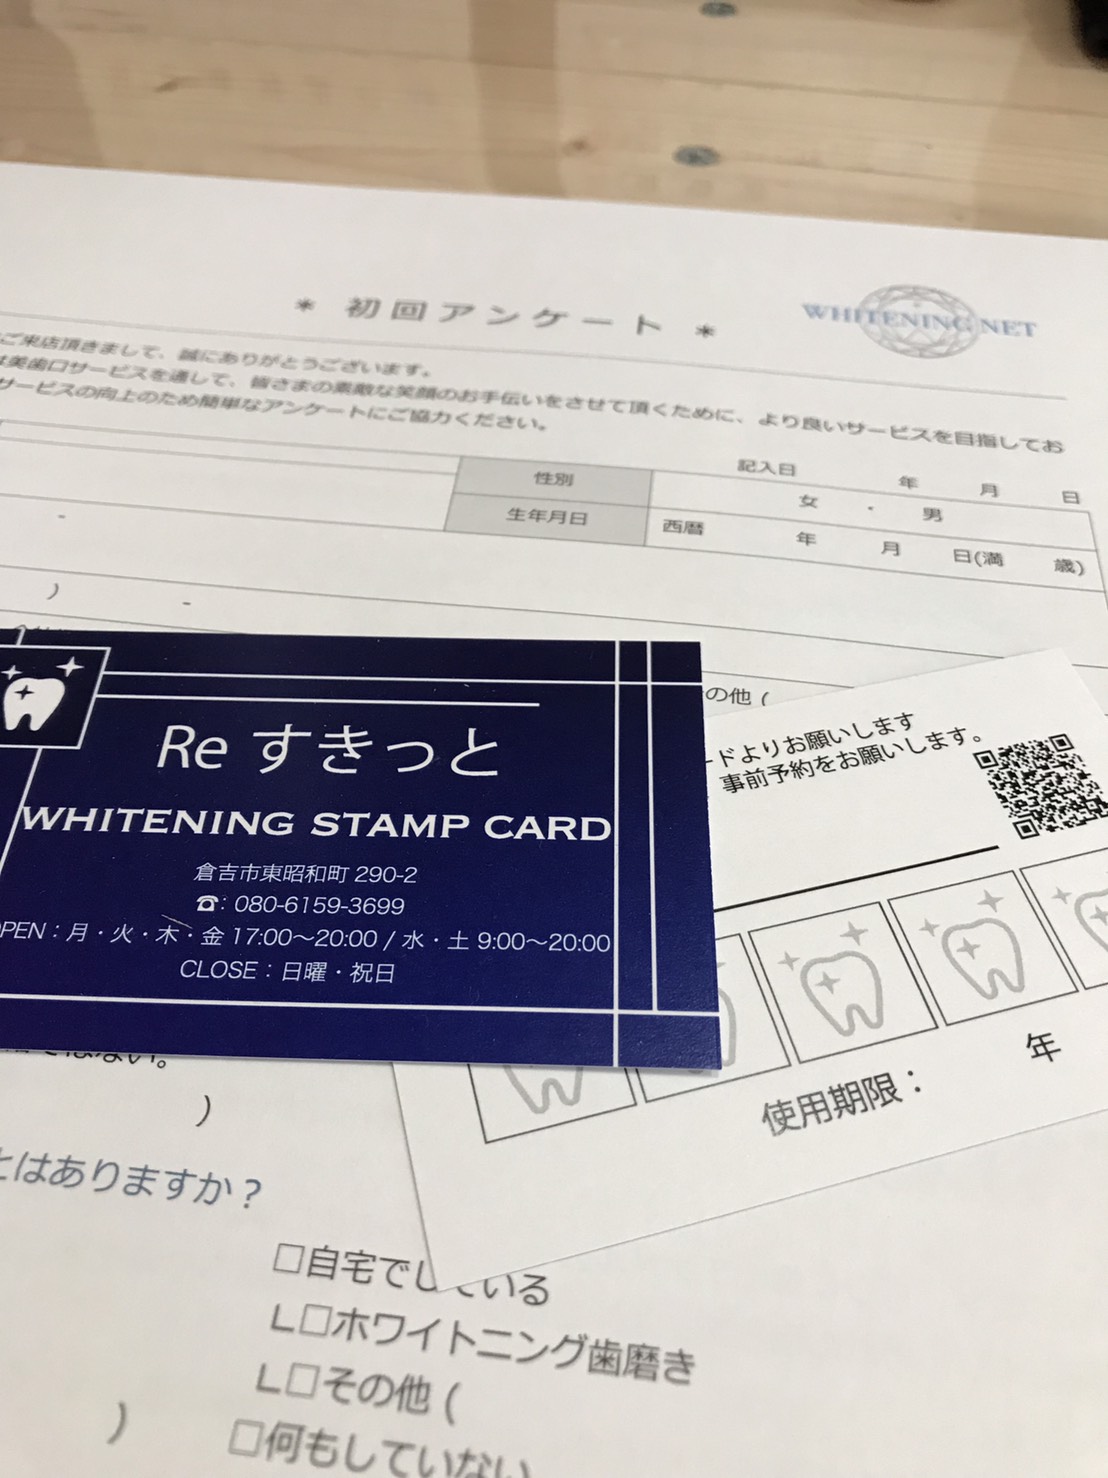 * 初回アンケート *
WHITENING NET
ご来店頂きまして、誠にありがとうございます。
は美歯口サービスを通して、皆さまの素敵な笑顔のお手伝いをさせて頂くために、より良いサービスを目指してお
サービスの向上のため簡単なアンケートにご協力ください。
記入日 年 月 日
性別 女 ・ 男
生年月日 西暦 年 月 日(満 歳)
-
) -
の他 (
Re すきっと
WHITENING STAMP CARD
倉吉市東昭和町 290-2
☎: 080-6159-3699
OPEN：月・火・木・金 17:00～20:00 / 水・土 9:00～20:00
CLOSE：日曜・祝日
ードよりお願いします
事前予約をお願いします。
使用期限： 年
はない。
)
とはありますか？
□自宅でしている
L□ホワイトニング歯磨き
L□その他 (
) □何もしていない